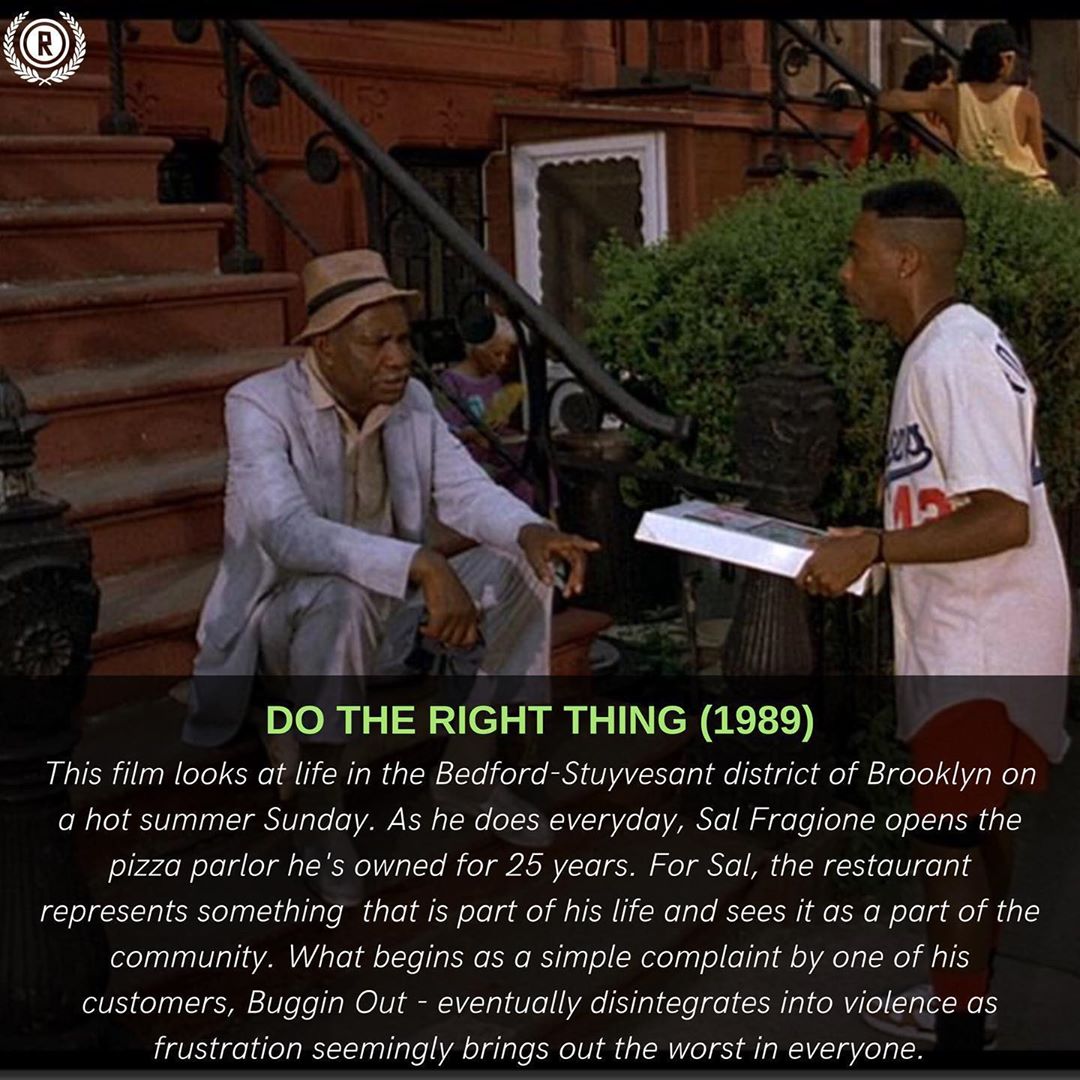 R
DO THE RIGHT THING (1989)
This film looks at life in the Bedford-Stuyvesant district of Brooklyn on
a hot summer Sunday. As he does everyday, Sal Fragione opens the
pizza parlor he's owned for 25 years. For Sal, the restaurant
represents something  that is part of his life and sees it as a part of the
community. What begins as a simple complaint by one of his
customers, Buggin Out - eventually disintegrates into violence as
frustration seemingly brings out the worst in everyone.